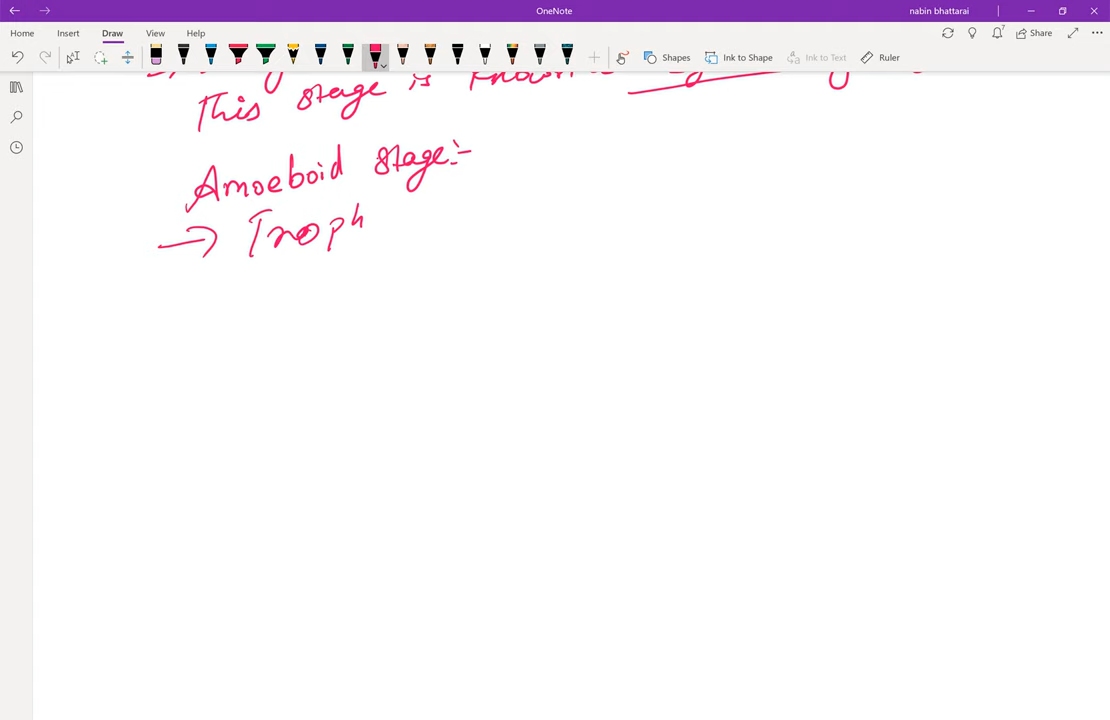 OneNote
nabin bhattarai
Home Insert Draw View Help Share
Shapes Ink to Shape Ink to Text Ruler
This stage is known
Amoeboid stage:-
→ Troph